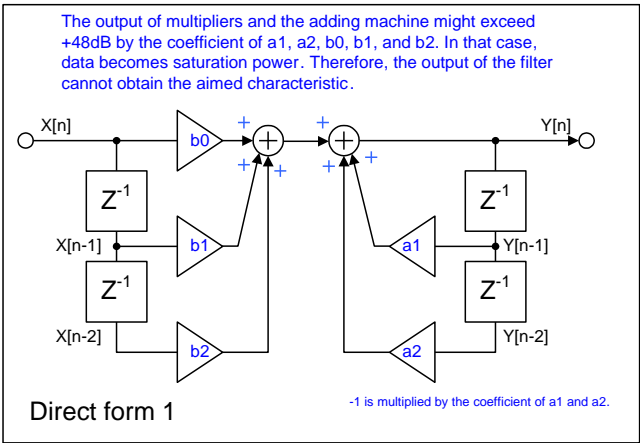 The output of multipliers and the adding machine might exceed
+48dB by the coefficient of a1, a2, b0, b1, and b2. In that case,
data becomes saturation power. Therefore, the output of the filter
cannot obtain the aimed characteristic.
X[n]
b0
+
+
+
+
+
Y[n]
+
+
+
+
Z-1
Z-1
X[n-1]
b1
a1
Y[n-1]
Z-1
Z-1
X[n-2]
b2
a2
Y[n-2]
Direct form 1
-1 is multiplied by the coefficient of a1 and a2.